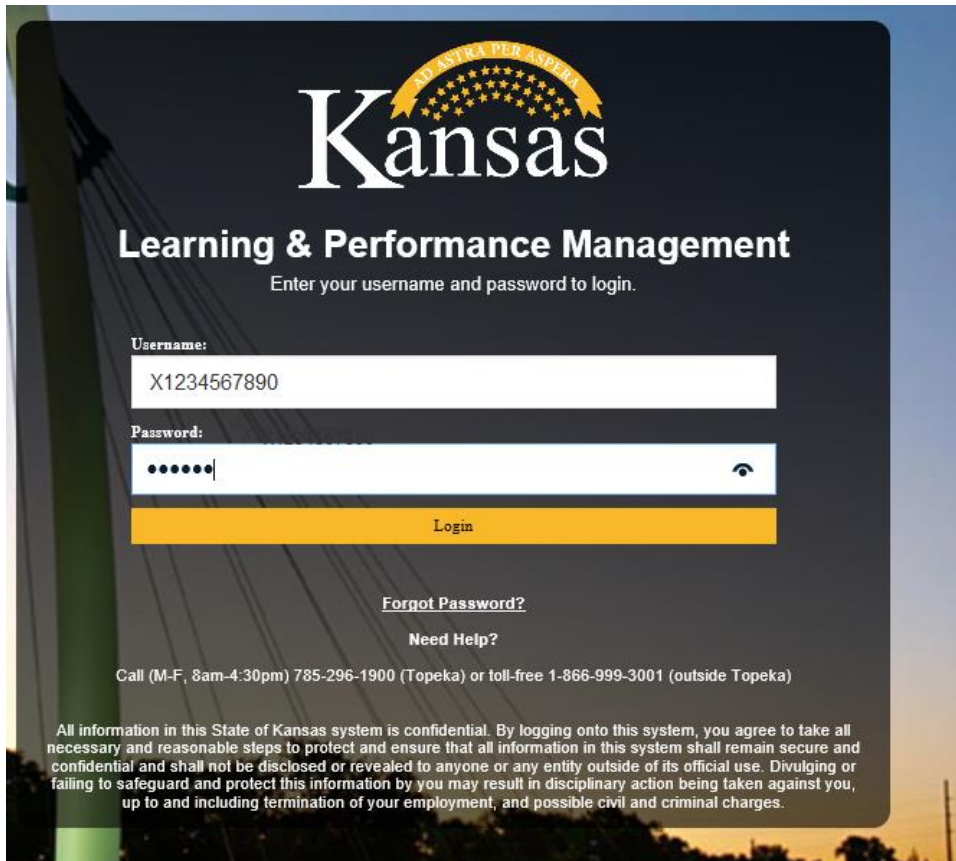 AD ASTRA PER ASPERA
Kansas
Learning & Performance Management
Enter your username and password to login.
Username:
X1234567890
Password:
••••••
Login
Forgot Password?
Need Help?
Call (M-F, 8am-4:30pm) 785-296-1900 (Topeka) or toll-free 1-866-999-3001 (outside Topeka)
All information in this State of Kansas system is confidential. By logging onto this system, you agree to take all
necessary and reasonable steps to protect and ensure that all information in this system shall remain secure and
confidential and shall not be disclosed or revealed to anyone or any entity outside of its official use. Divulging or
failing to safeguard and protect this information by you may result in disciplinary action being taken against you,
up to and including termination of your employment, and possible civil and criminal charges.